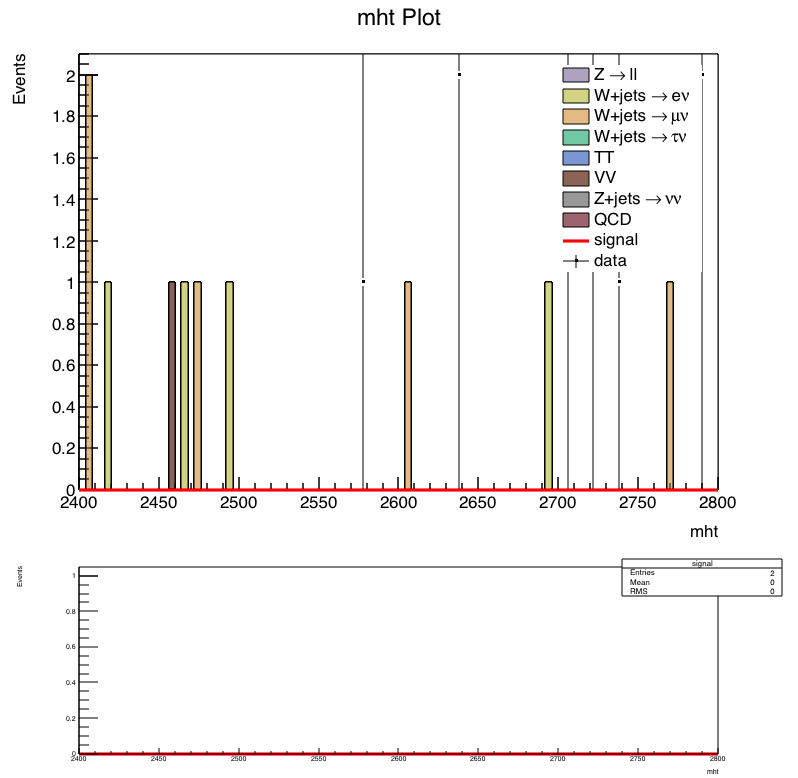 mht Plot
Events
2
1.8
1.6
1.4
1.2
1
0.8
0.6
0.4
0.2
0
Z → ll
W+jets → eν
W+jets → μν
W+jets → τν
TT
VV
Z+jets → νν
QCD
signal
data
2400 2450 2500 2550 2600 2650 2700 2750 2800
mht
Events
signal
Entries 2
Mean 0
RMS 0
1
0.8
0.6
0.4
0.2
0
2400 2450 2500 2550 2600 2650 2700 2750 2800
mht